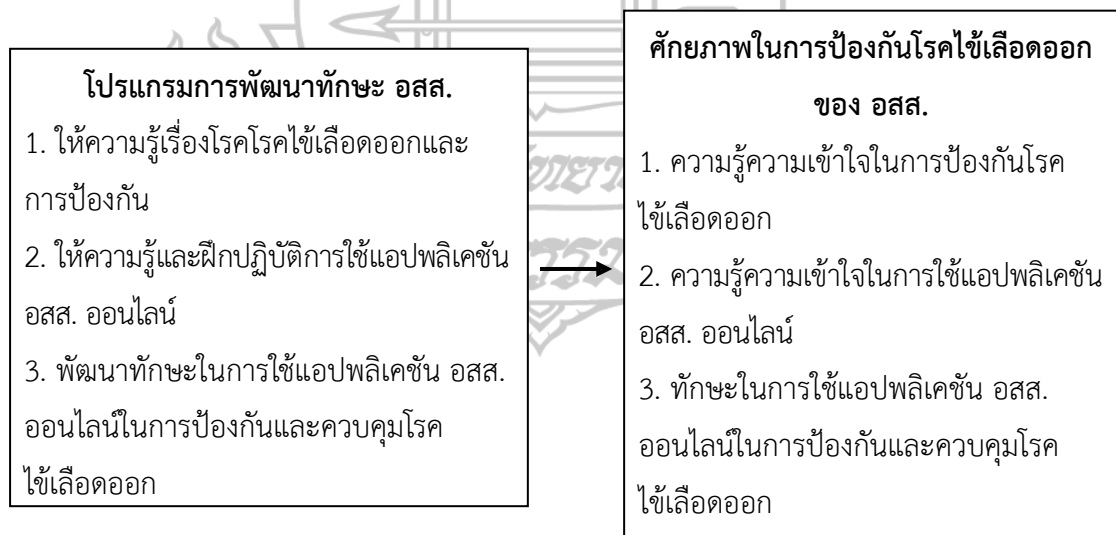 โปรแกรมการพัฒนาทักษะ อสส.
1. ให้ความรู้เรื่องโรคโรคไข้เลือดออกและ
การป้องกัน
2. ให้ความรู้และฝึกปฏิบัติการใช้แอปพลิเคชัน
อสส. ออนไลน์
3. พัฒนาทักษะในการใช้แอปพลิเคชัน อสส.
ออนไลน์ในการป้องกันและควบคุมโรค
ไข้เลือดออก
ศักยภาพในการป้องกันโรคไข้เลือดออก
ของ อสส.
1. ความรู้ความเข้าใจในการป้องกันโรค
ไข้เลือดออก
2. ความรู้ความเข้าใจในการใช้แอปพลิเคชัน
อสส. ออนไลน์
3. ทักษะในการใช้แอปพลิเคชัน อสส.
ออนไลน์ในการป้องกันและควบคุมโรค
ไข้เลือดออก